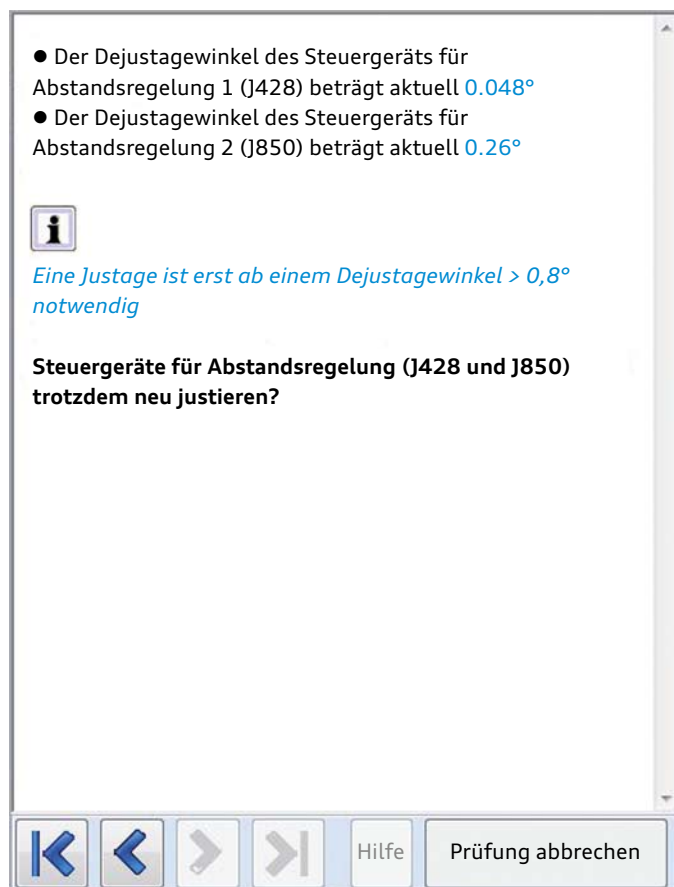 ● Der Dejustagewinkel des Steuergeräts für
Abstandsregelung 1 (J428) beträgt aktuell 0.048°
● Der Dejustagewinkel des Steuergeräts für
Abstandsregelung 2 (J850) beträgt aktuell 0.26°
i
Eine Justage ist erst ab einem Dejustagewinkel > 0,8°
notwendig
Steuergeräte für Abstandsregelung (J428 und J850)
trotzdem neu justieren?
Hilfe Prüfung abbrechen